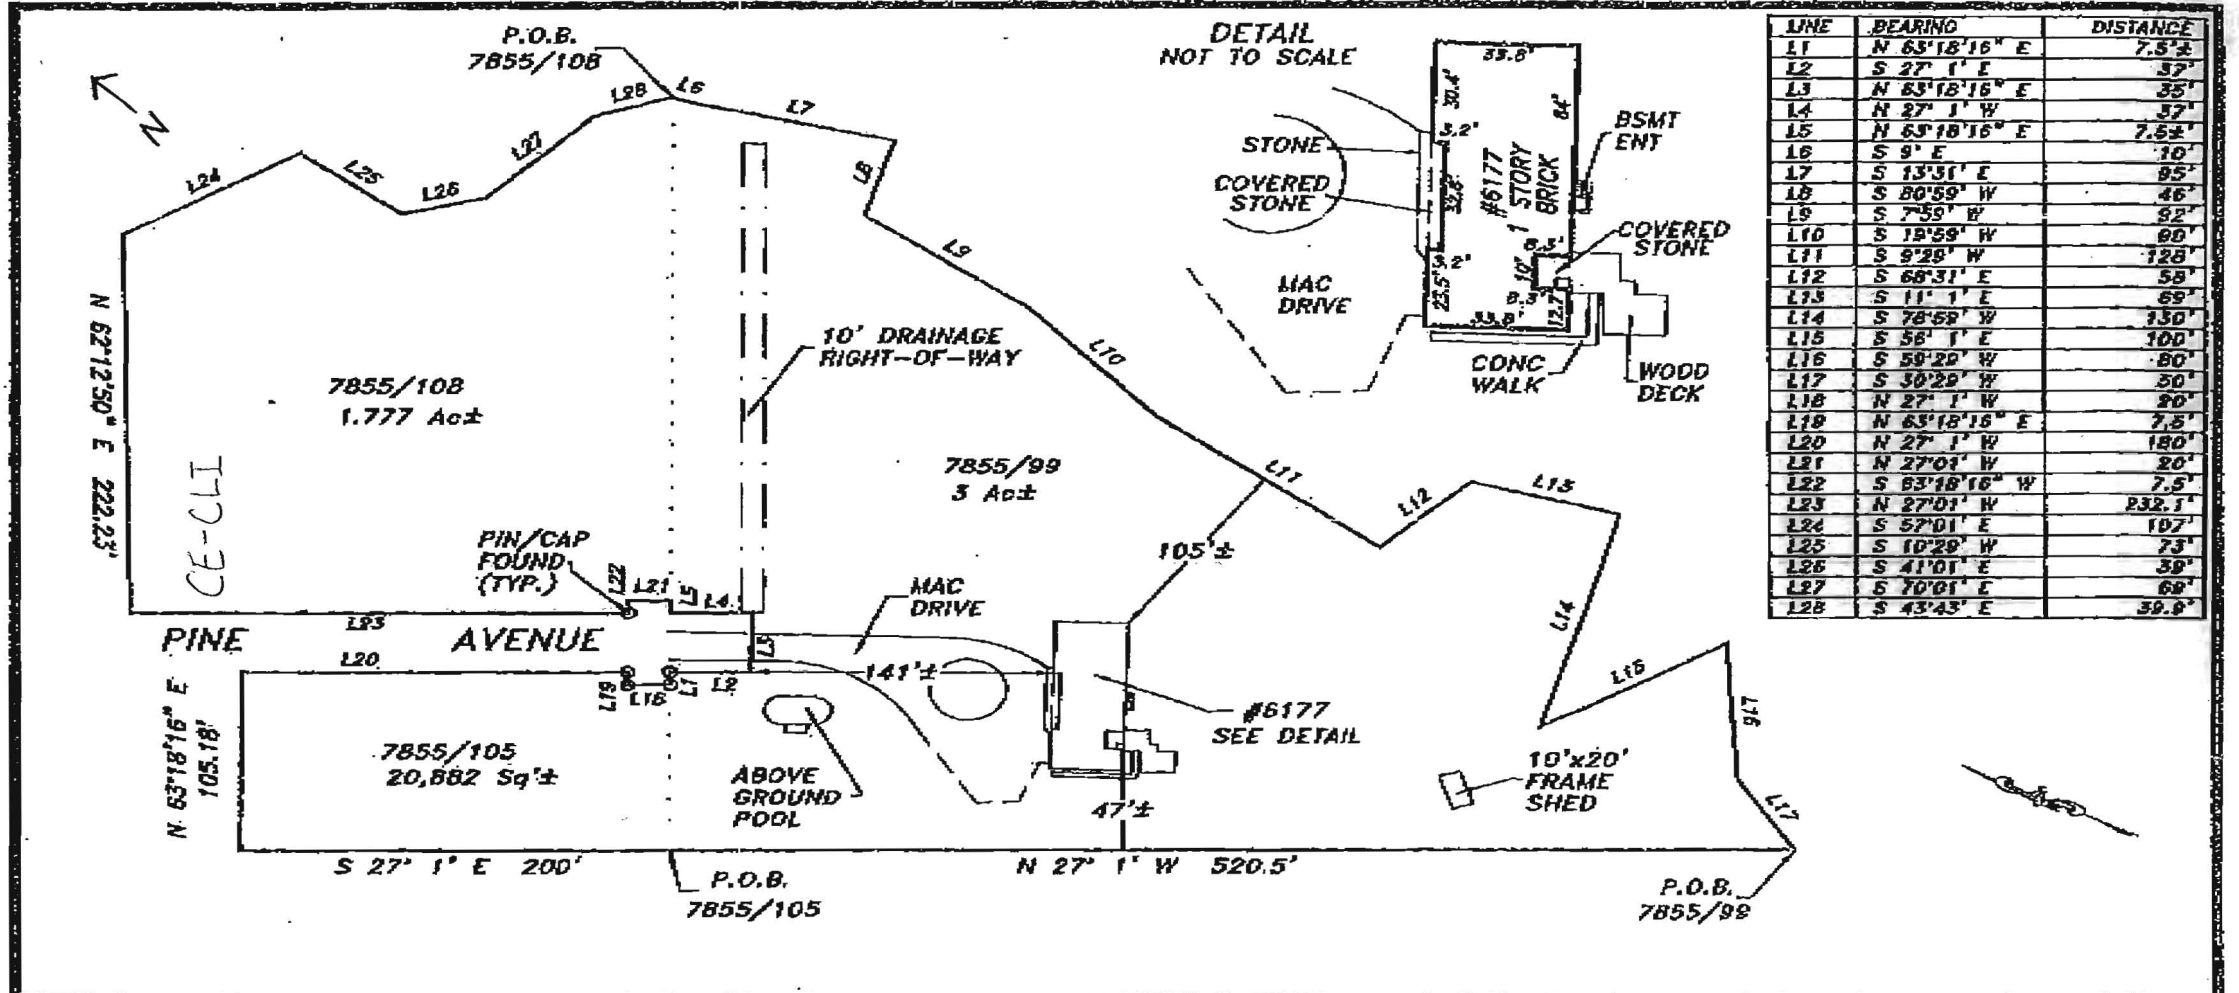 P.O.B.
7855/108
N
L28
L6
L7
L27
L24
L25
L26
L8
L9
L10
L11
L12
L13
L14
L15
L16
L17
N 62°12'50" E 222.23'
7855/108
1.777 Ac±
CE-CLI
10' DRAINAGE
RIGHT-OF-WAY
7855/99
3 Ac±
105'±
PIN/CAP
FOUND
(TYP.)
L22
L21
L5
L4
L3
L23
PINE AVENUE
L20
L19
L18
L1
L2
MAC
DRIVE
141'±
#6177
SEE DETAIL
N 63°18'16" E
105.18'
7855/105
20,882 Sq'±
ABOVE
GROUND
POOL
47'±
10'x20'
FRAME
SHED
S 27° 1' E 200'
N 27° 1' W 520.5'
P.O.B.
7855/105
P.O.B.
7855/99
DETAIL
NOT TO SCALE
33.8'
30.4'
64'
3.2'
STONE
COVERED
STONE
#6177
1 STORY
BRICK
BSMT
ENT
COVERED
STONE
23.5'
2'
10'
12.7'
33.8'
MAC
DRIVE
CONC
WALK
WOOD
DECK
LINE BEARING DISTANCE
L1 N 63°18'16" E 7.5'±
L2 S 27° 1' E 37'
L3 N 63°18'16" E 35'
L4 N 27° 1' W 37'
L5 N 63°18'16" E 7.5±'
L6 S 9° E 10'
L7 S 13°31' E 95'
L8 S 80°59' W 46'
L9 S 7°59' W 92'
L10 S 19°59' W
L11 S 9°29' W 128'
L12 S 68°31' E 58'
L13 S 11° 1' E 69'
L14 S 78°59' W 130'
L15 S 56° 1' E 100'
L16 S 59°29' W 80'
L17 S 30°29' W 50'
L18 N 27° 1' W 20'
L19 N 63°18'16" E 7.5'
L20 N 27° 1' W 180'
L21 N 27°01' W 20'
L22 S 63°18'16" W 7.5'
L23 N 27°01' W 232.1'
L24 S 57°01' E 107'
L25 S 10°29' W 73'
L26 S 41°01' E 39'
L27 S 70°01' E 69'
L28 S 43°43' E 39.9'